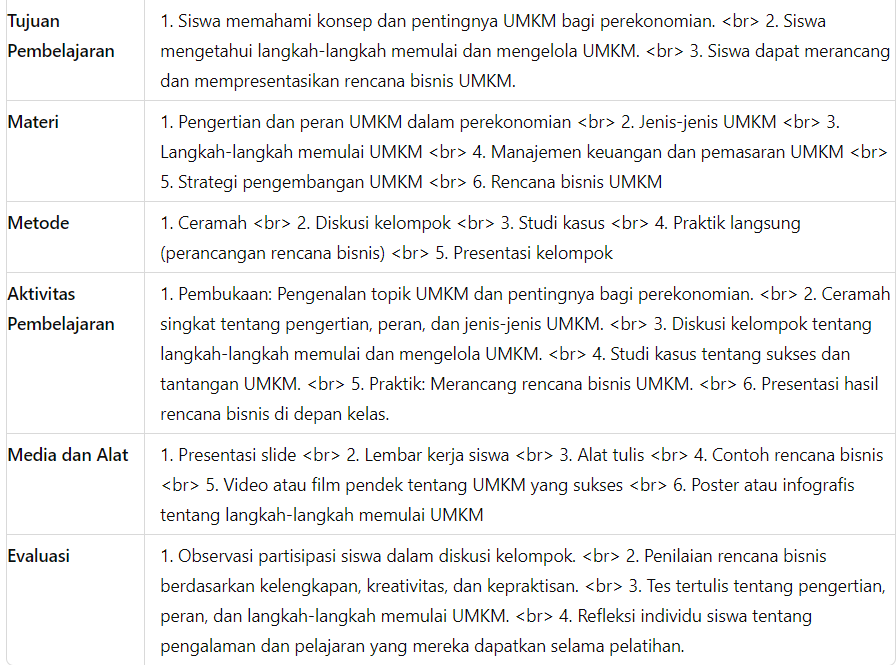 Tujuan Pembelajaran
1. Siswa memahami konsep dan pentingnya UMKM bagi perekonomian. <br> 2. Siswa
mengetahui langkah-langkah memulai dan mengelola UMKM. <br> 3. Siswa dapat merancang
dan mempresentasikan rencana bisnis UMKM.
Materi
1. Pengertian dan peran UMKM dalam perekonomian <br> 2. Jenis-jenis UMKM <br> 3.
Langkah-langkah memulai UMKM <br> 4. Manajemen keuangan dan pemasaran UMKM <br>
5. Strategi pengembangan UMKM <br> 6. Rencana bisnis UMKM
Metode
1. Ceramah <br> 2. Diskusi kelompok <br> 3. Studi kasus <br> 4. Praktik langsung
(perancangan rencana bisnis) <br> 5. Presentasi kelompok
Aktivitas
Pembelajaran
1. Pembukaan: Pengenalan topik UMKM dan pentingnya bagi perekonomian. <br> 2. Ceramah
singkat tentang pengertian, peran, dan jenis-jenis UMKM. <br> 3. Diskusi kelompok tentang
langkah-langkah memulai dan mengelola UMKM. <br> 4. Studi kasus tentang sukses dan
tantangan UMKM. <br> 5. Praktik: Merancang rencana bisnis UMKM. <br> 6. Presentasi hasil
rencana bisnis di depan kelas.
Media dan Alat
1. Presentasi slide <br> 2. Lembar kerja siswa <br> 3. Alat tulis <br> 4. Contoh rencana bisnis
<br> 5. Video atau film pendek tentang UMKM yang sukses <br> 6. Poster atau infografis
tentang langkah-langkah memulai UMKM
Evaluasi
1. Observasi partisipasi siswa dalam diskusi kelompok. <br> 2. Penilaian rencana bisnis
berdasarkan kelengkapan, kreativitas, dan kepraktisan. <br> 3. Tes tertulis tentang pengertian,
peran, dan langkah-langkah memulai UMKM. <br> 4. Refleksi individu siswa tentang
pengalaman dan pelajaran yang mereka dapatkan selama pelatihan.